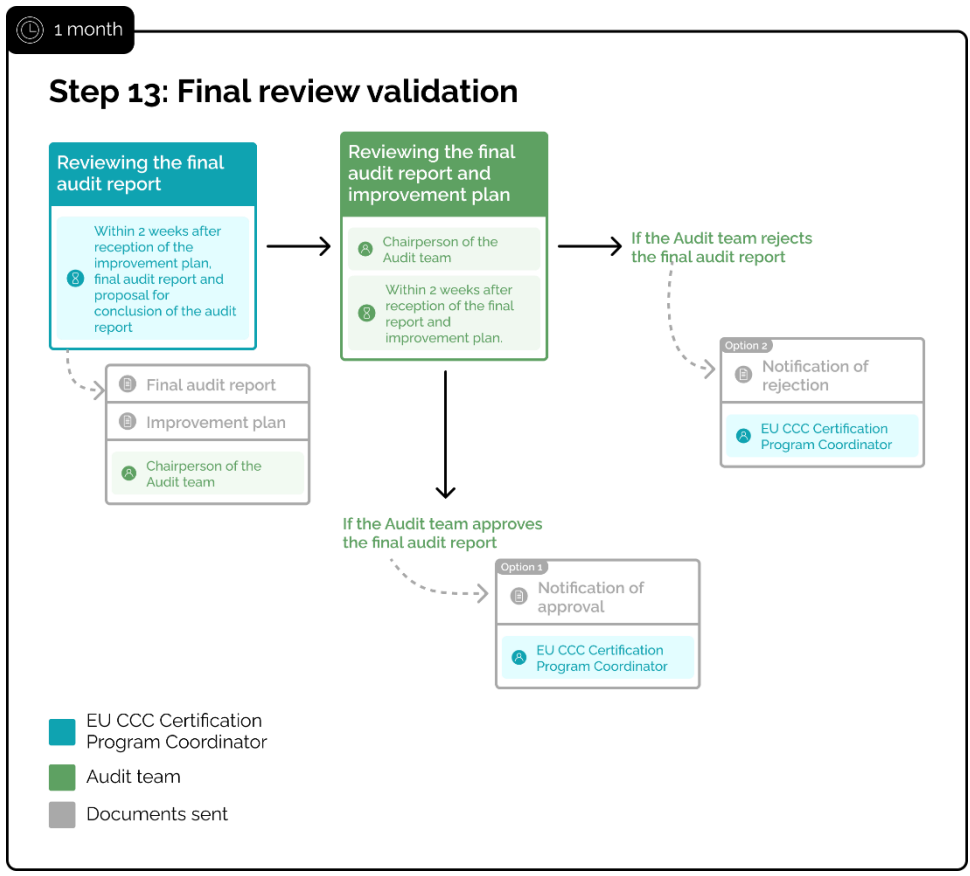 1 month
Step 13: Final review validation
Reviewing the final
audit report
Within 2 weeks after
reception of the
improvement plan,
final audit report and
proposal for
conclusion of the audit
report
Final audit report
Improvement plan
Chairperson of the
Audit team
Reviewing the final
audit report and
improvement plan
Chairperson of the
Audit team
Within 2 weeks after
reception of the final
report and
improvement plan.
If the Audit team rejects
the final audit report
Option 2
Notification of
rejection
EU CCC Certification
Program Coordinator
If the Audit team approves
the final audit report
Option 1
Notification of
approval
EU CCC Certification
Program Coordinator
EU CCC Certification
Program Coordinator
Audit team
Documents sent